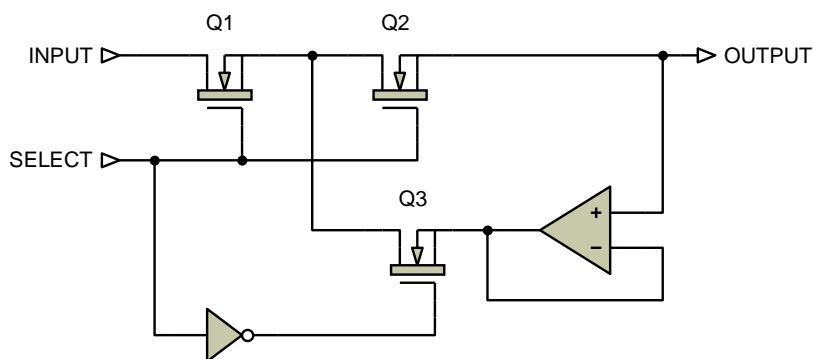 Q1
Q2
INPUT
OUTPUT
SELECT
Q3
+
−